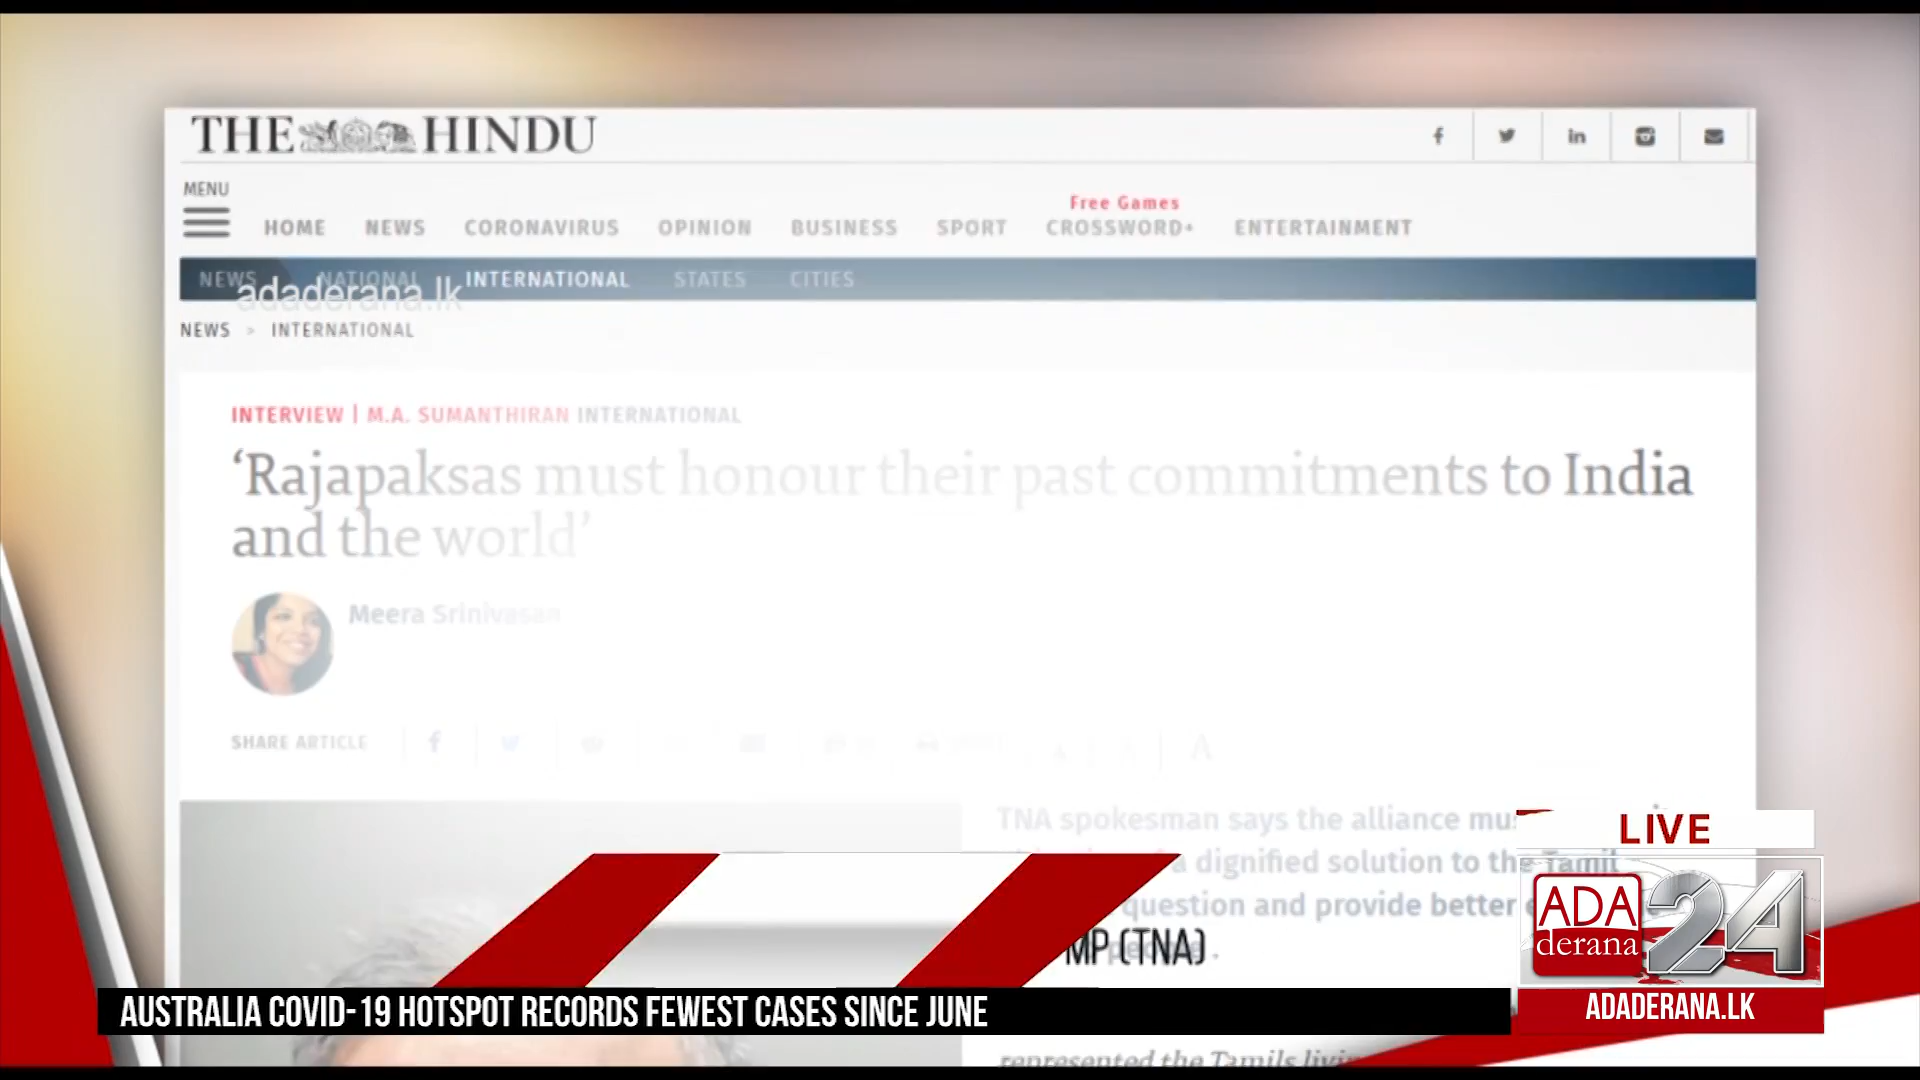 THE HINDU
MENU
Free Games
HOME NEWS CORONAVIRUS OPINION BUSINESS SPORT CROSSWORD+ ENTERTAINMENT
NEWS NATIONAL INTERNATIONAL STATES CITIES
adaderana.lk
NEWS > INTERNATIONAL
INTERVIEW | M.A. SUMANTHIRAN INTERNATIONAL
‘Rajapaksas must honour their past commitments to India
and the world’
Meera Srinivasan
SHARE ARTICLE
TNA spokesman says the alliance
a dignified solution to the Tamil
question and provide better
MP (TNA)
represented the Tamils
LIVE
ADA
derana
24
ADADERANA.LK
AUSTRALIA COVID-19 HOTSPOT RECORDS FEWEST CASES SINCE JUNE